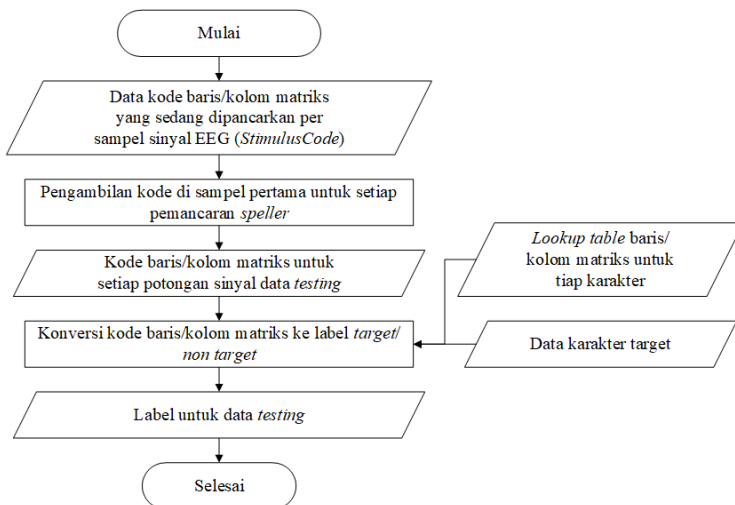 Mulai
Data kode baris/kolom matriks
yang sedang dipancarkan per
sampel sinyal EEG (StimulusCode)
Pengambilan kode di sampel pertama untuk setiap
pemancaran speller
Kode baris/kolom matriks untuk
setiap potongan sinyal data testing
Lookup table baris/
kolom matriks untuk
tiap karakter
Konversi kode baris/kolom matriks ke label target/
non target
Data karakter target
Label untuk data testing
Selesai